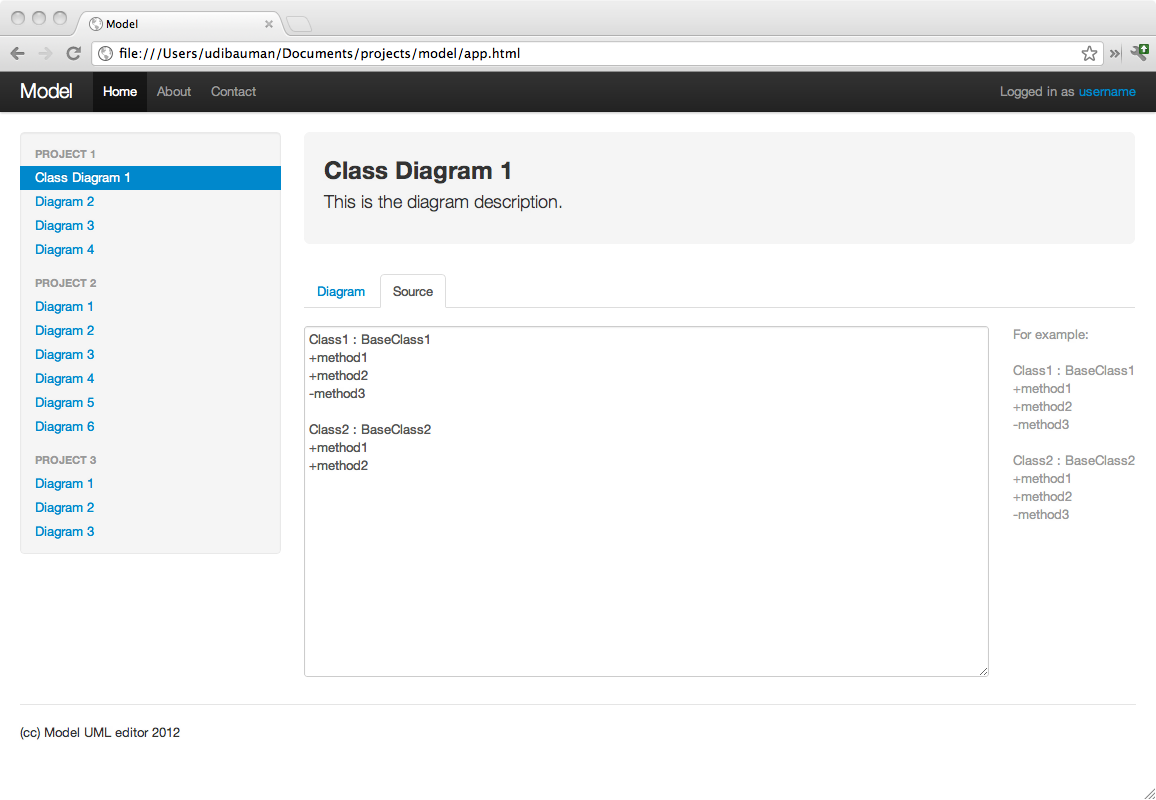 Model
file:///Users/udibauman/Documents/projects/model/app.html
Model Home About Contact Logged in as username
PROJECT 1
Class Diagram 1
Diagram 2
Diagram 3
Diagram 4
PROJECT 2
Diagram 1
Diagram 2
Diagram 3
Diagram 4
Diagram 5
Diagram 6
PROJECT 3
Diagram 1
Diagram 2
Diagram 3
Class Diagram 1
This is the diagram description.
Diagram Source
Class1 : BaseClass1
+method1
+method2
-method3
Class2 : BaseClass2
+method1
+method2
For example:
Class1 : BaseClass1
+method1
+method2
-method3
Class2 : BaseClass2
+method1
+method2
-method3
(cc) Model UML editor 2012